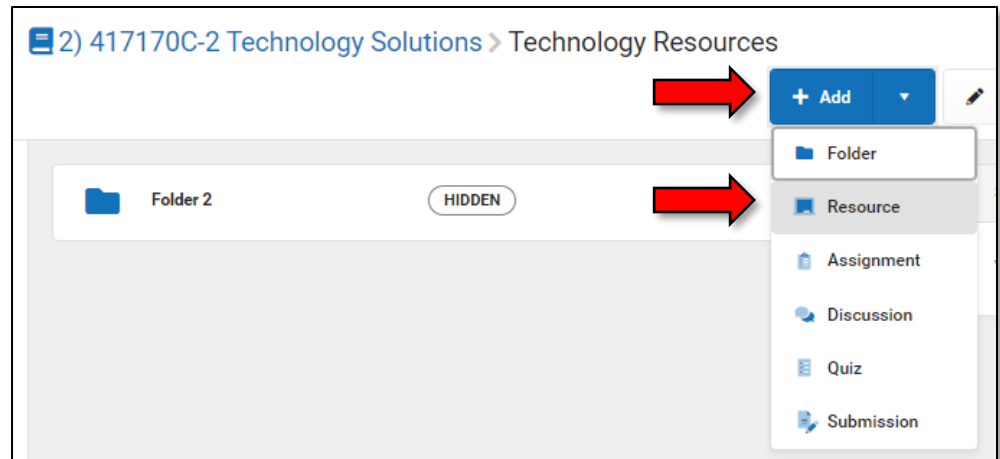 2) 417170C-2 Technology Solutions > Technology Resources
+ Add
Folder
Folder 2 HIDDEN
Resource
Assignment
Discussion
Quiz
Submission